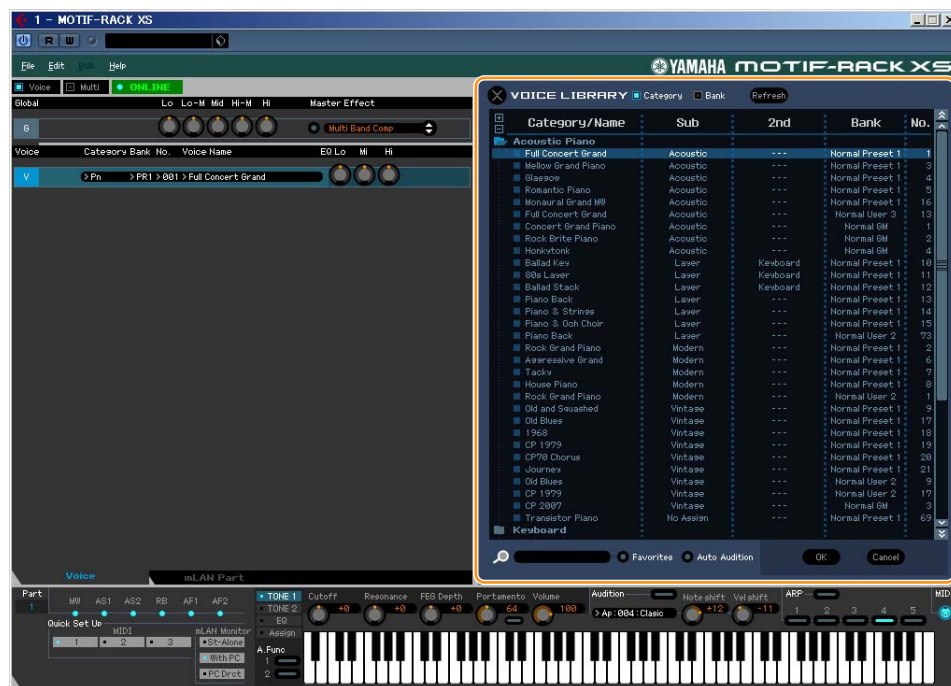 1 - MOTIF-RACK XS
R W
File Edit Help
YAMAHA MOTIF-RACK XS
Voice Multi ONLINE
Global Lo Lo-M Mid Hi-M Hi Master Effect
G Multi Band Comp
Voice Category Bank No. Voice Name EQ Lo Mi Hi
V Pn PR1 001 Full Concert Grand
VOICE LIBRARY Category Bank Refresh
Category/Name Sub 2nd Bank No.
Acoustic Piano
Full Concert Grand Acoustic --- Normal Preset 1 1
Mellow Grand Piano Acoustic --- Normal Preset 1 3
Glasgow Acoustic --- Normal Preset 1 4
Romantic Piano Acoustic --- Normal Preset 1 5
Monaural Grand MW Acoustic --- Normal Preset 1 16
Full Concert Grand Acoustic --- Normal User 3 13
Concert Grand Piano Acoustic --- Normal GM 1
Rock Brite Piano Acoustic --- Normal GM 2
Honkytonk Acoustic --- Normal GM 4
Ballad Key Layer Keyboard Normal Preset 1 10
80s Layer Layer Keyboard Normal Preset 1 11
Ballad Stack Layer Keyboard Normal Preset 1 12
Piano Back Layer --- Normal Preset 1 13
Piano & Strings Layer --- Normal Preset 1 14
Piano & Ooh Choir Layer --- Normal Preset 1 15
Piano Back Layer --- Normal User 2 73
Rock Grand Piano Modern --- Normal Preset 1 2
Aggressive Grand Modern --- Normal Preset 1 6
Tacky Modern --- Normal Preset 1 7
House Piano Modern --- Normal Preset 1 8
Rock Grand Piano Modern --- Normal User 2 1
Old and Squashed Vintage --- Normal Preset 1 9
Old Blues Vintage --- Normal Preset 1 17
1968 Vintage --- Normal Preset 1 18
CP 1979 Vintage --- Normal Preset 1 19
CP70 Chorus Vintage --- Normal Preset 1 20
Journey Vintage --- Normal Preset 1 21
Old Blues Vintage --- Normal User 2 9
CP 1979 Vintage --- Normal User 2 17
CP 2007 Vintage --- Normal GM 3
Transistor Piano No Assign --- Normal Preset 1 69
Keyboard
Favorites Auto Audition OK Cancel
Voice mLAN Part
Part MW AS1 AS2 RB AF1 AF2
1
Quick Set Up
MIDI mLAN Monitor
1 2 3 St-Alone
With PC
PC Drct
TONE 1
TONE 2
EQ
Assign
A.Func
1
2
Cutoff Resonance FEG Depth Portamento Volume
+0 +0 +0 64 100
Audition Note shift Vel shift ARP MID
Ap:004:Clasic +12 -11 1 2 3 4 5